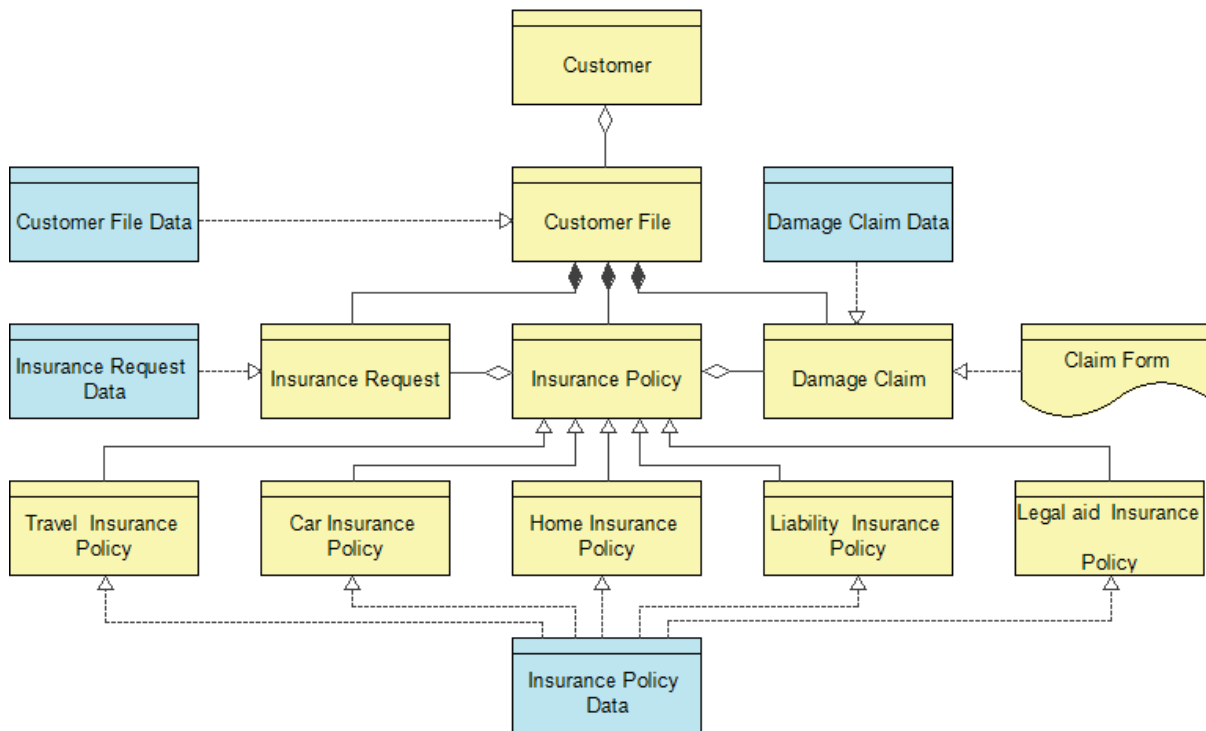 Customer
Customer File Data
Customer File
Damage Claim Data
Insurance Request
Data
Insurance Request
Insurance Policy
Damage Claim
Claim Form
Travel Insurance
Policy
Car Insurance
Policy
Home Insurance
Policy
Liability Insurance
Policy
Legal aid Insurance
Policy
Insurance Policy
Data